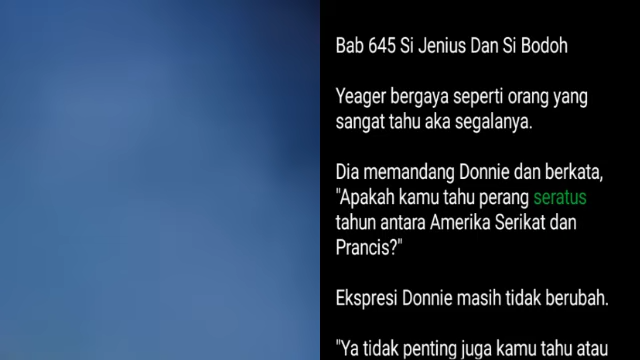 Bab 645 Si Jenius Dan Si Bodoh
Yeager bergaya seperti orang yang
sangat tahu aka segalanya.
Dia memandang Donnie dan berkata,
"Apakah kamu tahu perang seratus
tahun antara Amerika Serikat dan
Prancis?"
Ekspresi Donnie masih tidak berubah.
"Ya tidak penting juga kamu tahu atau